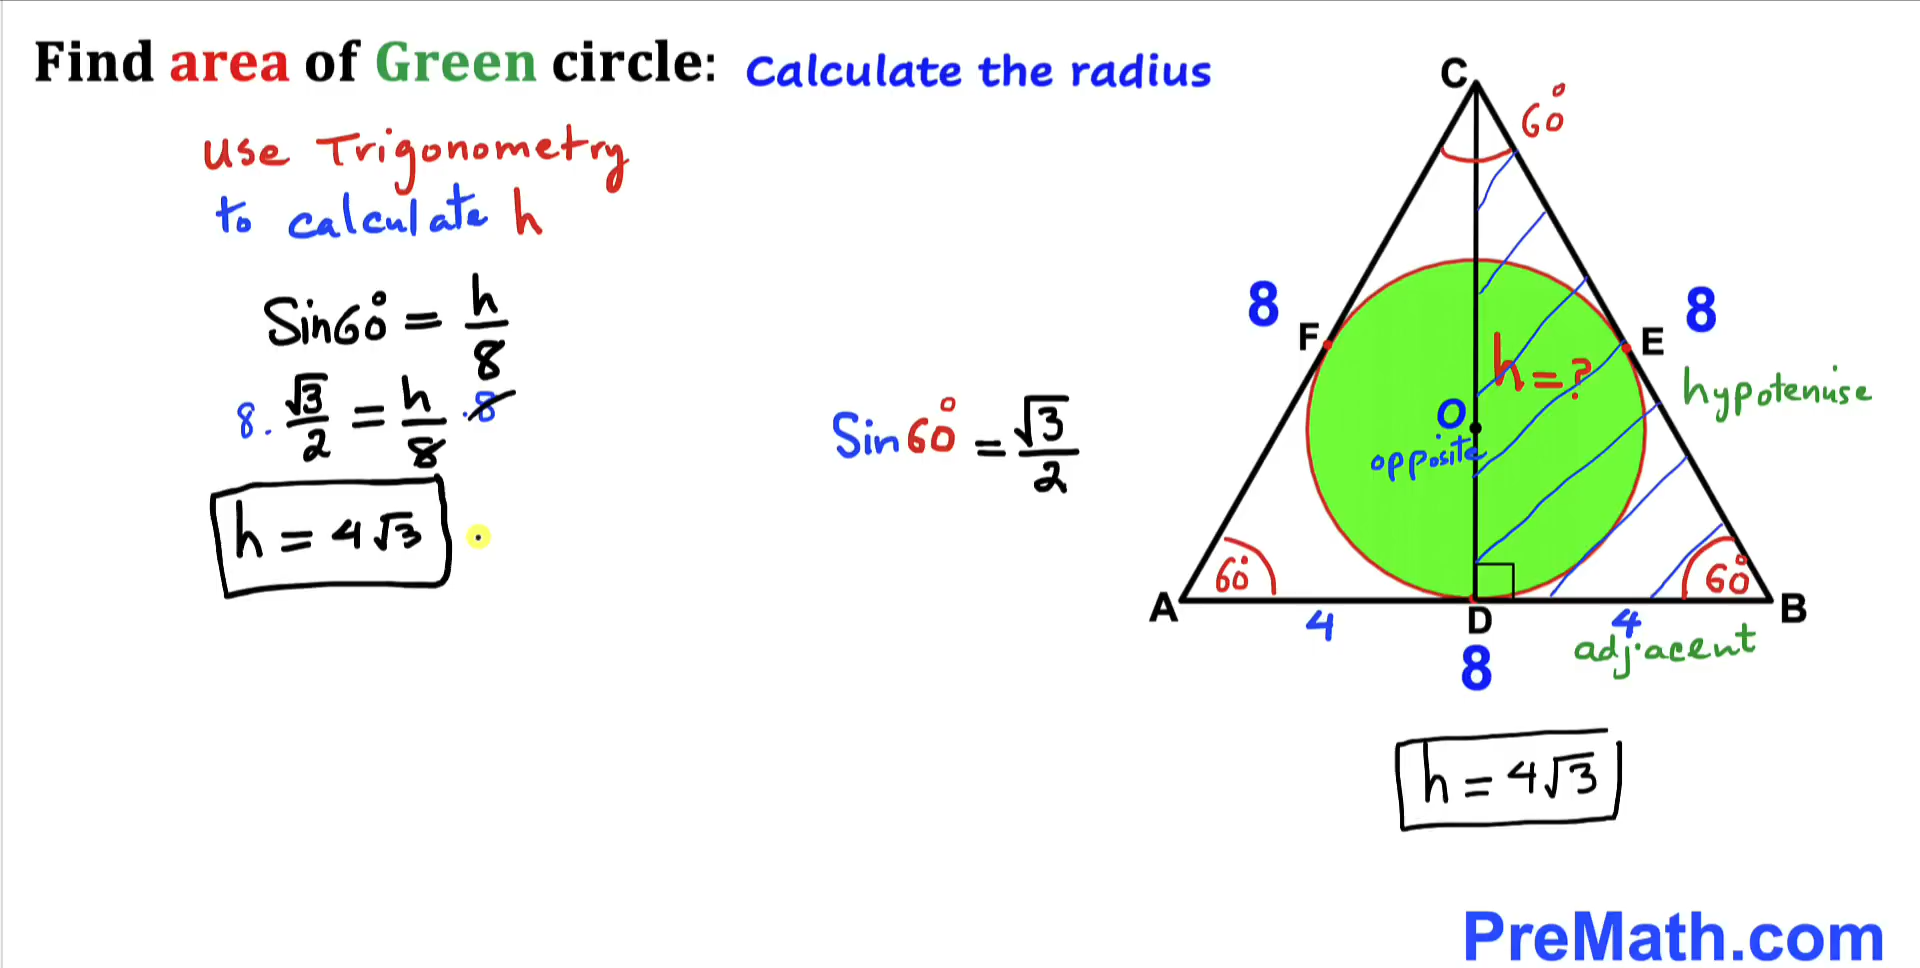 Find area of Green circle: Calculate the radius
use Trigonometry
to calculate h
Sin60° = h/8
8. √3/2 = h/8 .8
h = 4√3
Sin60° = √3/2
C
60°
8
8
F
E
h = ?
hypotenuse
O
opposite
60°
60°
A
B
4
D
4
8
adjacent
h = 4√3
PreMath.com